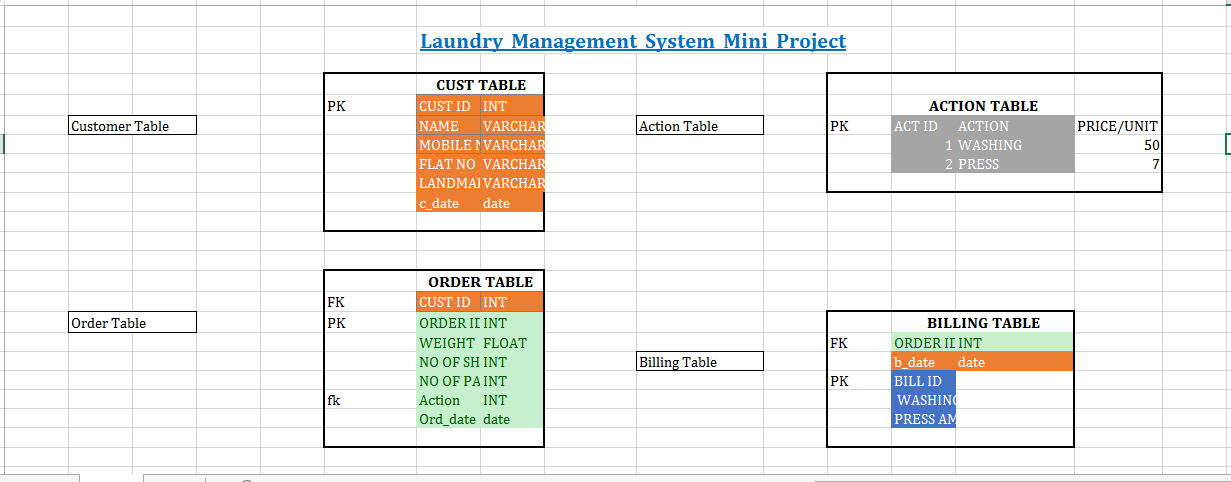 Laundry Management System Mini Project
CUST TABLE
PK CUST ID INT
Customer Table
NAME VARCHAR
MOBILE VARCHAR
FLAT NO VARCHAR
LANDMA VARCHAR
c_date date
Action Table
ACTION TABLE
PK ACT ID ACTION PRICE/UNIT
1 WASHING 50
2 PRESS 7
ORDER TABLE
FK CUST ID INT
Order Table
PK ORDER INT
WEIGHT FLOAT
NO OF SH INT
NO OF PA INT
fk Action INT
Ord_date date
Billing Table
BILLING TABLE
FK ORDER INT
b_date date
PK BILL ID
WASHING
PRESS AM